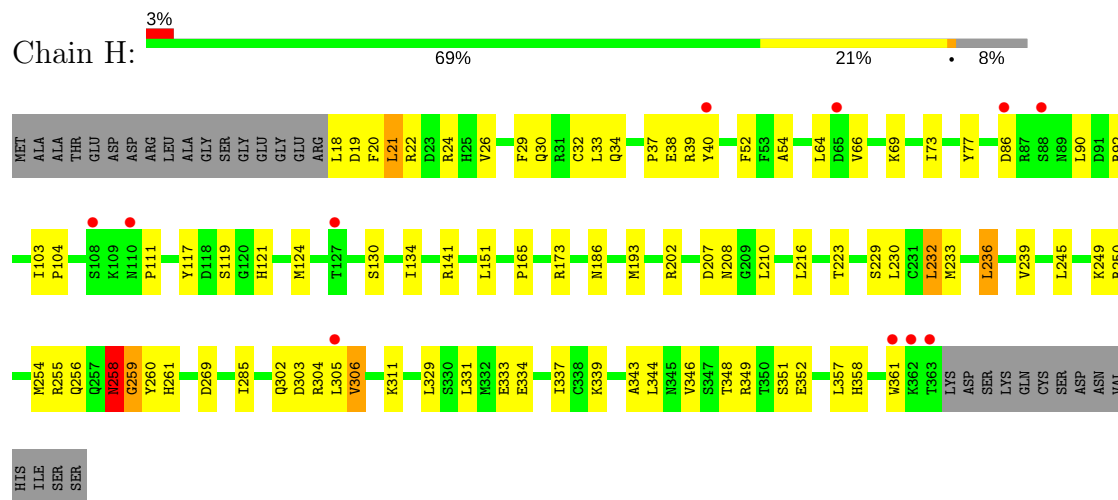 3%
Chain H:
69% 21% • 8%
MET ALA ALA THR GLU ASP ASP ARG LEU ALA GLY SER GLY GLU GLY GLU ARG L18 D19 F20 L21 R22 D23 R24 H25 V26 F29 Q30 R31 C32 L33 Q34 P37 E38 R39 Y40 F52 F53 A54 L64 D65 V66 K69 I73 Y77 D86 R87 S88 N89 L90 D91 R92
I103 P104 S108 K109 N110 P111 Y117 D118 S119 G120 H121 M124 T127 S130 I134 R141 L151 P165 R173 N186 M193 R202 D207 N208 G209 L210 L216 T223 S229 L230 C231 L232 M233 L236 V239 L245 K249
M254 R255 Q256 Q257 N258 G259 Y260 H261 D269 I285 Q302 D303 R304 L305 V306 K311 L329 S330 L331 M332 E333 E334 I337 C338 K339 A343 L344 N345 V346 S347 T348 R349 T350 S351 E352 L357 H358 W361 K362 T363 LYS ASP SER LYS GLN CYS SER ASP ASN VAL
HIS ILE SER SER